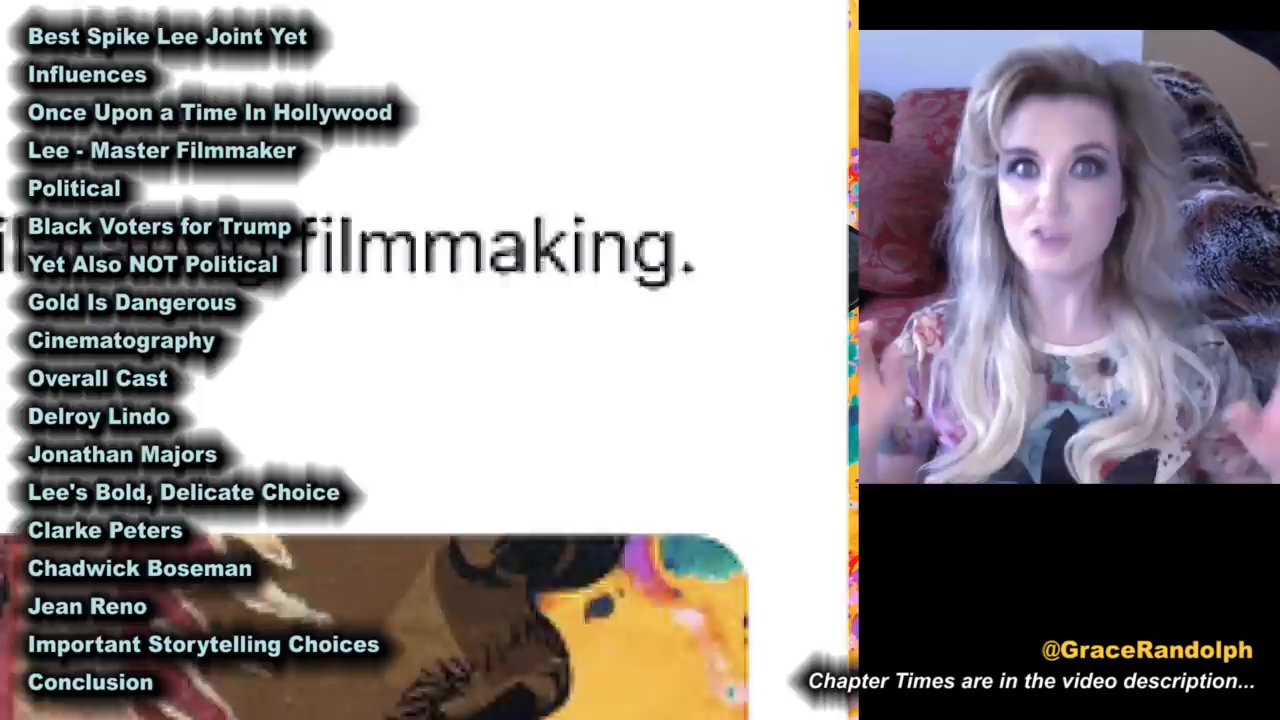 Best Spike Lee Joint Yet
Influences
Once Upon a Time In Hollywood
Lee - Master Filmmaker
Political
Black Voters for Trump
filmmaking.
Yet Also NOT Political
Gold Is Dangerous
Cinematography
Overall Cast
Delroy Lindo
Jonathan Majors
Lee's Bold, Delicate Choice
Clarke Peters
Chadwick Boseman
Jean Reno
Important Storytelling Choices
Conclusion
@GraceRandolph
Chapter Times are in the video description...